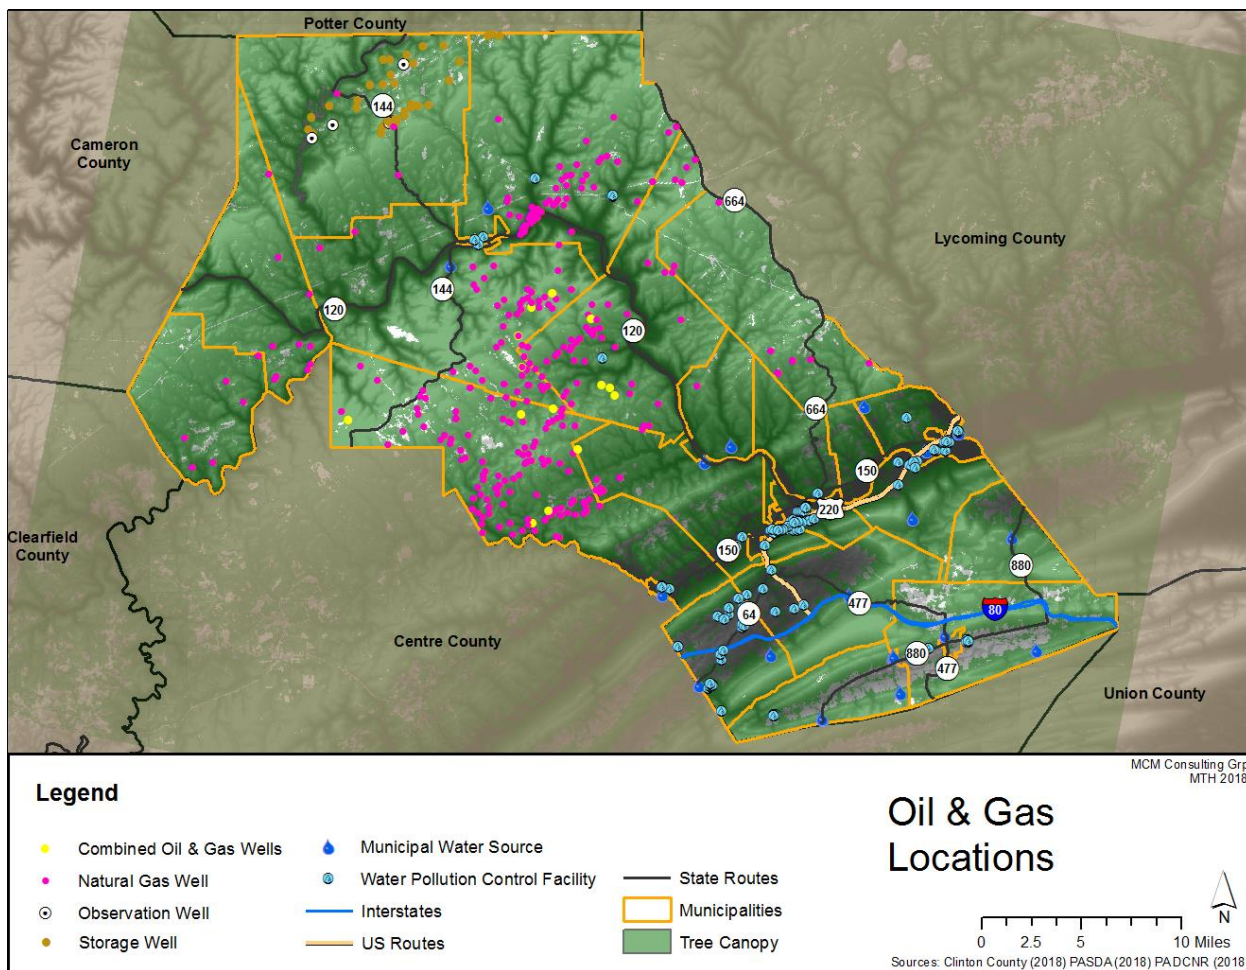 Potter County
144
Cameron
County
664
Lycoming County
144
120
120
664
150
220
Clearfield
County
150
880
477
80
64
Centre County
880
477
Union County
MCM Consulting Grp
MTH 2018
Legend
Oil & Gas
Locations
Combined Oil & Gas Wells
Municipal Water Source
Natural Gas Well
Water Pollution Control Facility
State Routes
Observation Well
Interstates
Municipalities
Storage Well
US Routes
Tree Canopy
N
0 2.5 5 10 Miles
Sources: Clinton County (2018) PASDA (2018) PADCNR (2018